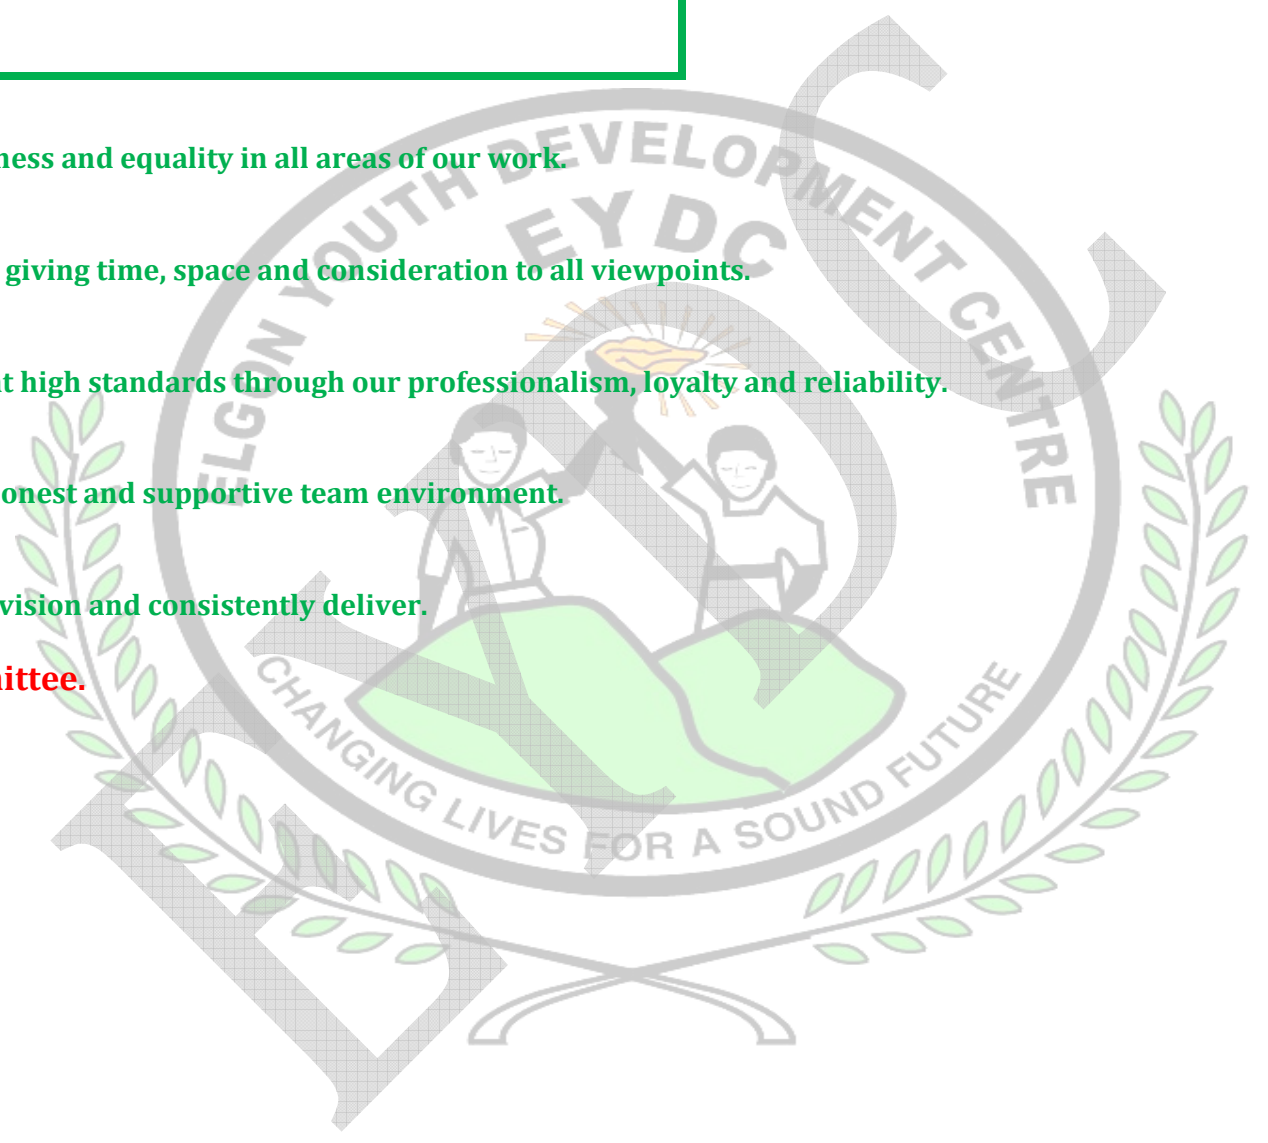 ness and equality in all areas of our work.
giving time, space and consideration to all viewpoints.
t high standards through our professionalism, loyalty and reliability.
onest and supportive team environment.
vision and consistently deliver.
ittee.
ELGON YOUTH DEVELOPMENT CENTRE
EYDC
CHANGING LIVES FOR A SOUND FUTURE
EYDC